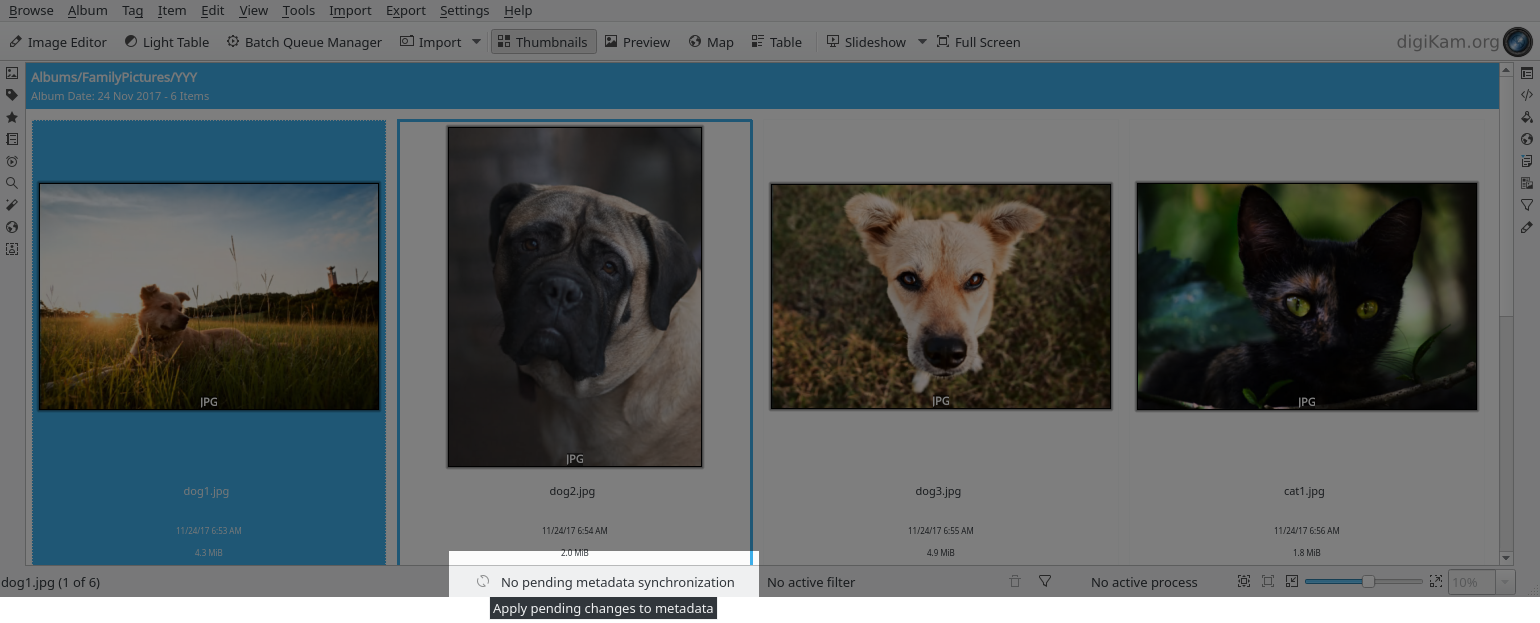 Browse Album Tag Item Edit View Tools Import Export Settings Help
Image Editor Light Table Batch Queue Manager Import Thumbnails Preview Map Table Slideshow Full Screen digiKam.org
Albums/FamilyPictures/YYY
Album Date: 24 Nov 2017 - 6 Items
JPG JPG JPG JPG
dog1.jpg dog2.jpg dog3.jpg cat1.jpg
11/24/17 6:53 AM 11/24/17 6:54 AM 11/24/17 6:55 AM 11/24/17 6:56 AM
4.3 MiB 2.0 MiB 4.9 MiB 1.8 MiB
dog1.jpg (1 of 6) No pending metadata synchronization No active filter No active process 10%
Apply pending changes to metadata